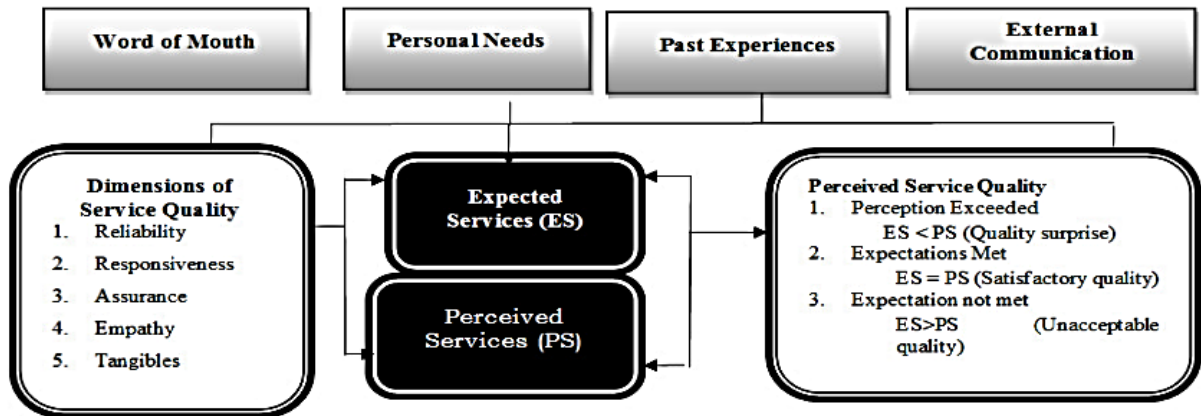 Word of Mouth
Personal Needs
Past Experiences
External
Communication
Dimensions of
Service Quality
1. Reliability
2. Responsiveness
3. Assurance
4. Empathy
5. Tangibles
Expected
Services (ES)
Perceived
Services (PS)
Perceived Service Quality
1. Perception Exceeded
ES < PS (Quality surprise)
2. Expectations Met
ES = PS (Satisfactory quality)
3. Expectation not met
ES>PS (Unacceptable
quality)